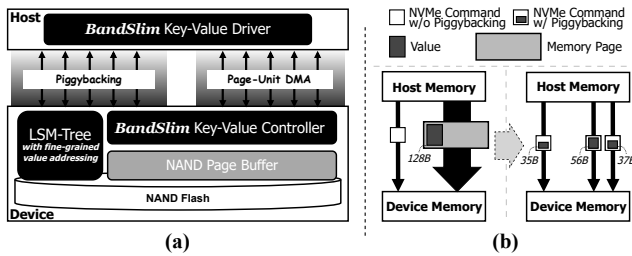 Host
BandSlim Key-Value Driver
Piggybacking
Page-Unit DMA
LSM-Tree
with fine-grained
value addressing
BandSlim Key-Value Controller
NAND Page Buffer
NAND Flash
Device
(a)
NVMe Command
w/o Piggybacking
NVMe Command
w/ Piggybacking
Value
Memory Page
Host Memory
128B
Device Memory
Host Memory
35B
56B
37B
Device Memory
(b)